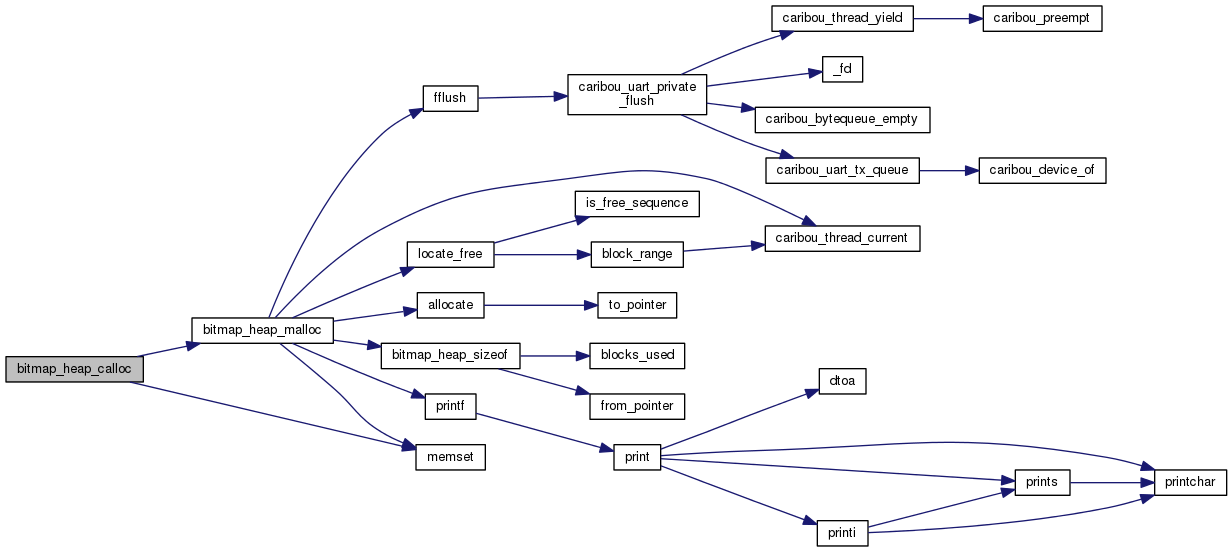 caribou_thread_yield
caribou_preempt
_fd
fflush
caribou_uart_private
_flush
caribou_bytequeue_empty
caribou_uart_tx_queue
caribou_device_of
is_free_sequence
caribou_thread_current
locate_free
block_range
allocate
to_pointer
bitmap_heap_malloc
bitmap_heap_sizeof
blocks_used
bitmap_heap_calloc
dtoa
printf
from_pointer
memset
print
prints
printchar
printi